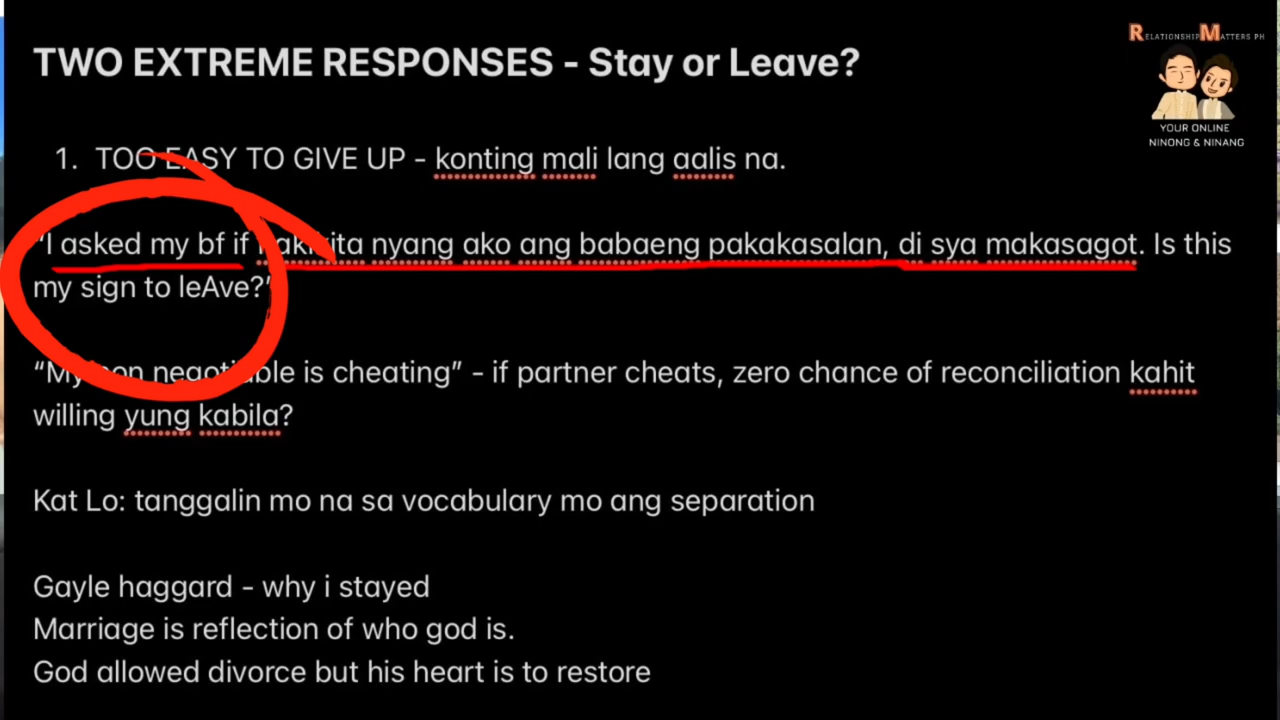 RELATIONSHIP MATTERS PH
YOUR ONLINE
NINONG & NINANG
TWO EXTREME RESPONSES - Stay or Leave?
1. TOO EASY TO GIVE UP - konting mali lang aalis na.
“I asked my bf if nakikita nyang ako ang babaeng pakakasalan, di sya makasagot. Is this
my sign to leAve?”
“My non negotiable is cheating” - if partner cheats, zero chance of reconciliation kahit
willing yung kabila?
Kat Lo: tanggalin mo na sa vocabulary mo ang separation
Gayle haggard - why i stayed
Marriage is reflection of who god is.
God allowed divorce but his heart is to restore